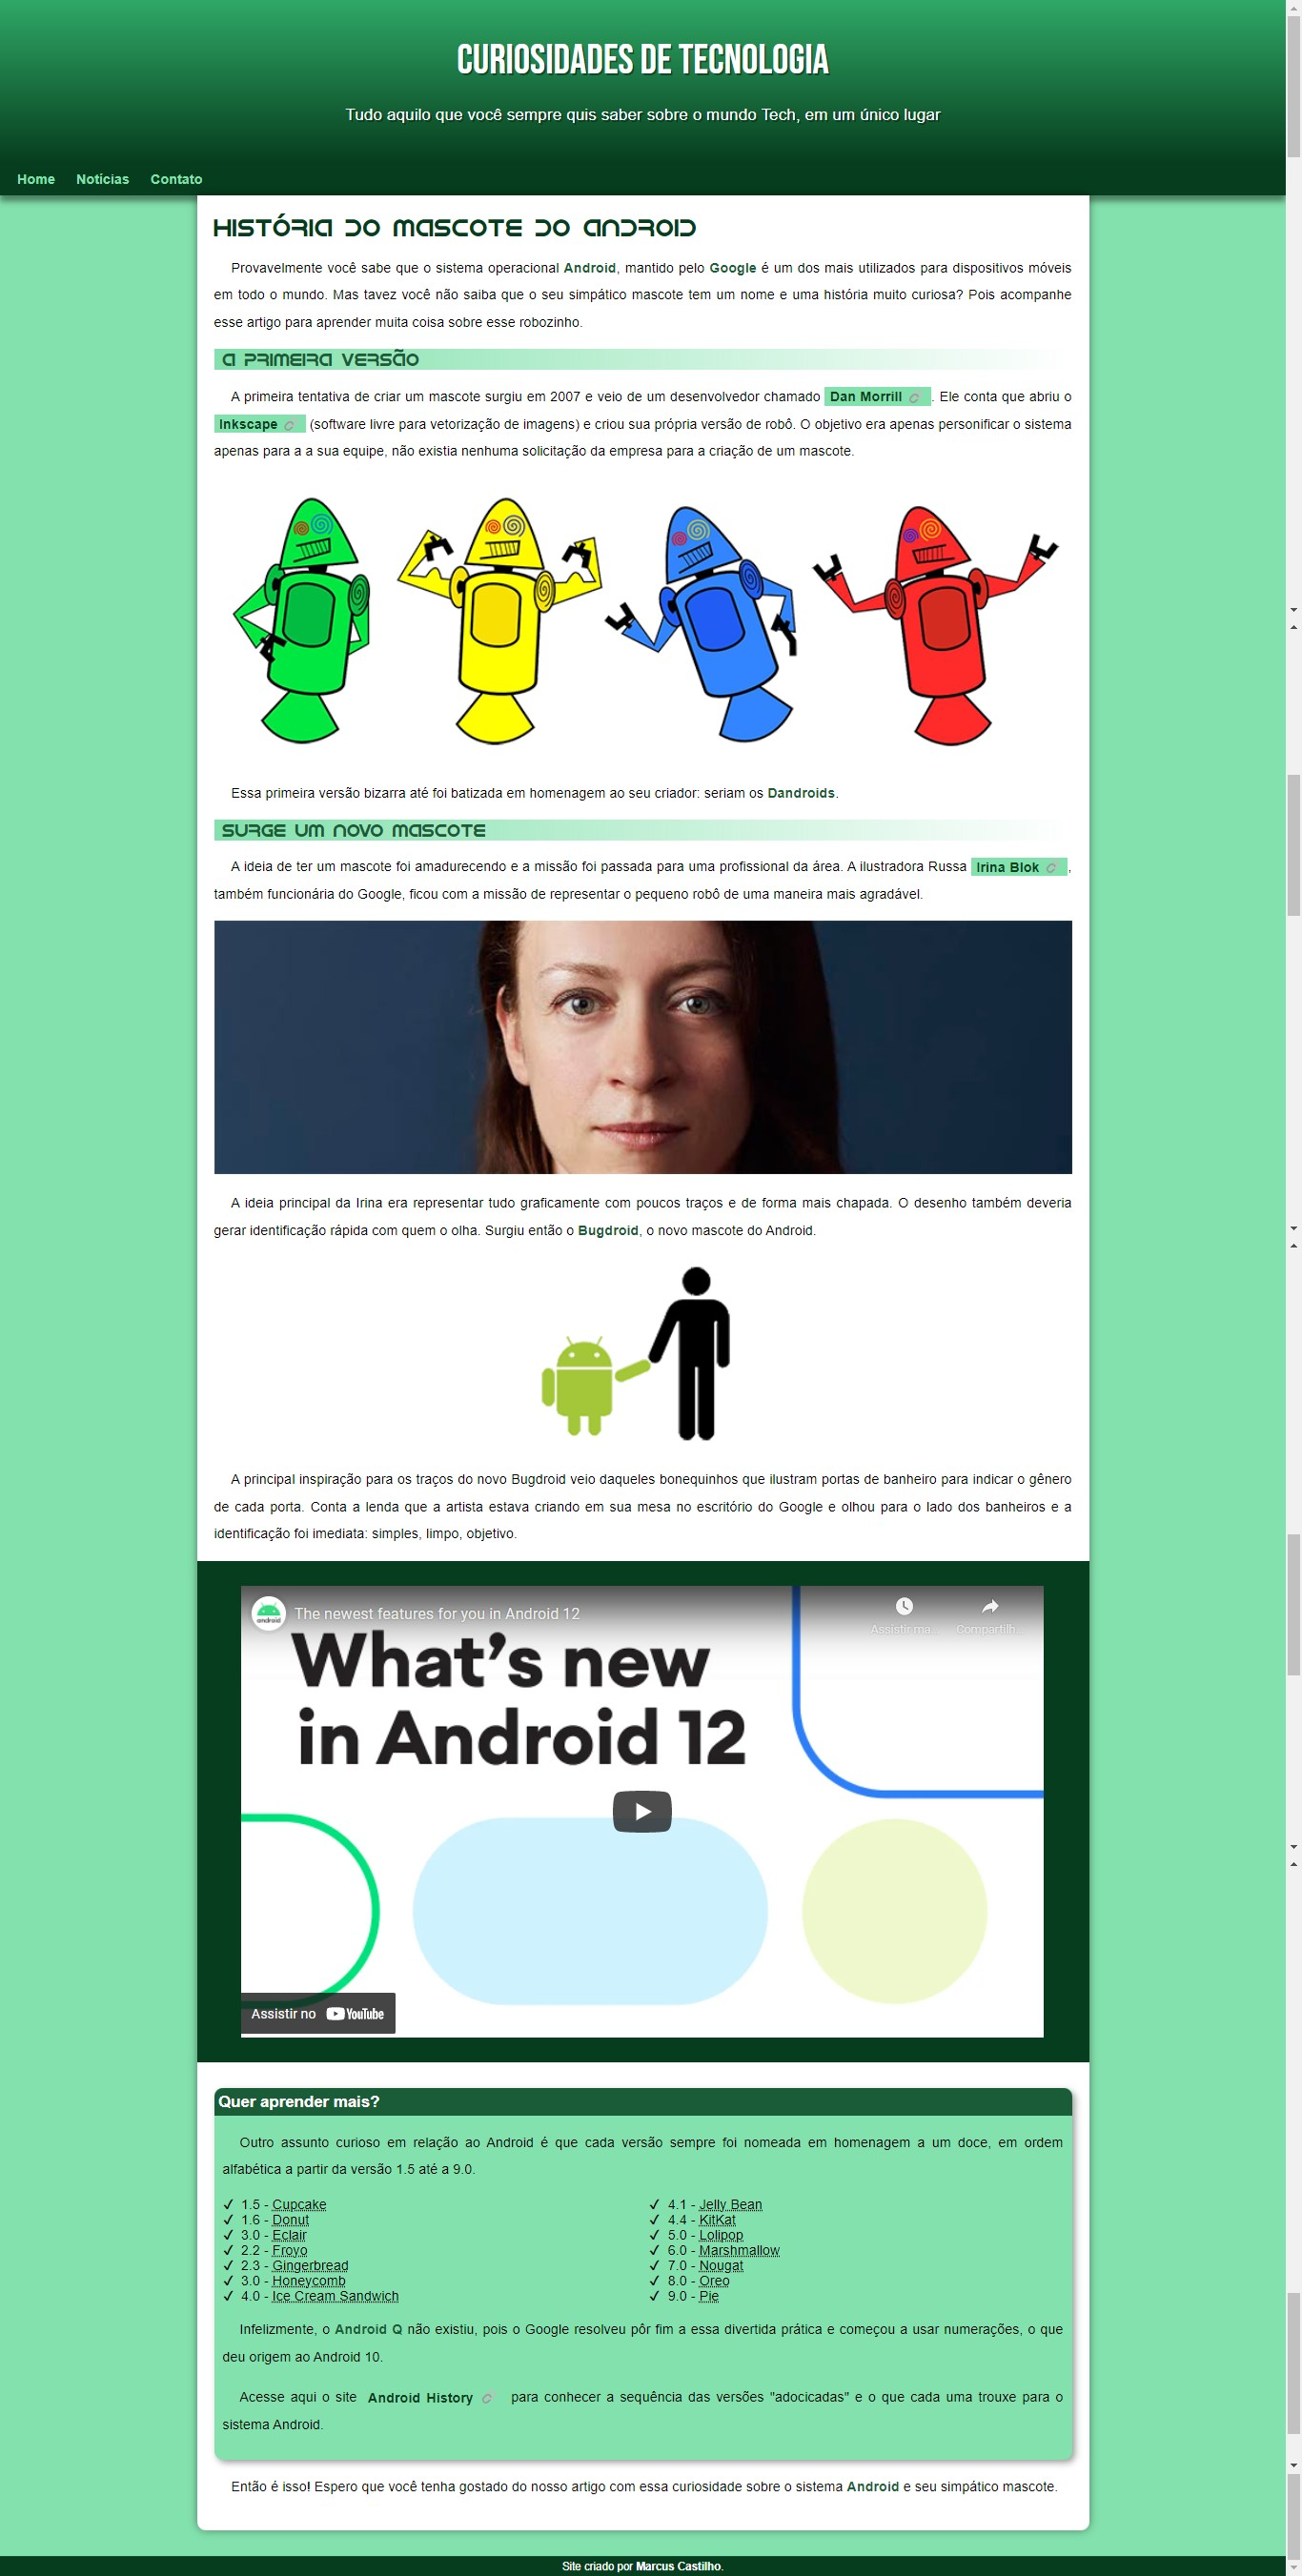 CURIOSIDADES DE TECNOLOGIA
Tudo aquilo que você sempre quis saber sobre o mundo Tech, em um único lugar
Home Notícias Contato
História do Mascote do Android
Provavelmente você sabe que o sistema operacional Android, mantido pelo Google é um dos mais utilizados para dispositivos móveis
em todo o mundo. Mas tavez você não saiba que o seu simpático mascote tem um nome e uma história muito curiosa? Pois acompanhe
esse artigo para aprender muita coisa sobre esse robozinho.
A primeira versão
A primeira tentativa de criar um mascote surgiu em 2007 e veio de um desenvolvedor chamado Dan Morrill. Ele conta que abriu o
Inkscape (software livre para vetorização de imagens) e criou sua própria versão de robô. O objetivo era apenas personificar o sistema
apenas para a a sua equipe, não existia nenhuma solicitação da empresa para a criação de um mascote.
Essa primeira versão bizarra até foi batizada em homenagem ao seu criador: seriam os Dandroids.
Surge um novo mascote
A ideia de ter um mascote foi amadurecendo e a missão foi passada para uma profissional da área. A ilustradora Russa Irina Blok,
também funcionária do Google, ficou com a missão de representar o pequeno robô de uma maneira mais agradável.
A ideia principal da Irina era representar tudo graficamente com poucos traços e de forma mais chapada. O desenho também deveria
gerar identificação rápida com quem o olha. Surgiu então o Bugdroid, o novo mascote do Android.
A principal inspiração para os traços do novo Bugdroid veio daqueles bonequinhos que ilustram portas de banheiro para indicar o gênero
de cada porta. Conta a lenda que a artista estava criando em sua mesa no escritório do Google e olhou para o lado dos banheiros e a
identificação foi imediata: simples, limpo, objetivo.
android The newest features for you in Android 12
Assistir ma... Compartilh...
What's new
in Android 12
Assistir no YouTube
Quer aprender mais?
Outro assunto curioso em relação ao Android é que cada versão sempre foi nomeada em homenagem a um doce, em ordem
alfabética a partir da versão 1.5 até a 9.0.
✓ 1.5 - Cupcake
✓ 1.6 - Donut
✓ 3.0 - Eclair
✓ 2.2 - Froyo
✓ 2.3 - Gingerbread
✓ 3.0 - Honeycomb
✓ 4.0 - Ice Cream Sandwich
✓ 4.1 - Jelly Bean
✓ 4.4 - KitKat
✓ 5.0 - Lolipop
✓ 6.0 - Marshmallow
✓ 7.0 - Nougat
✓ 8.0 - Oreo
✓ 9.0 - Pie
Infelizmente, o Android Q não existiu, pois o Google resolveu pôr fim a essa divertida prática e começou a usar numerações, o que
deu origem ao Android 10.
Acesse aqui o site Android History para conhecer a sequência das versões "adocicadas" e o que cada uma trouxe para o
sistema Android.
Então é isso! Espero que você tenha gostado do nosso artigo com essa curiosidade sobre o sistema Android e seu simpático mascote.
Site criado por Marcus Castilho.